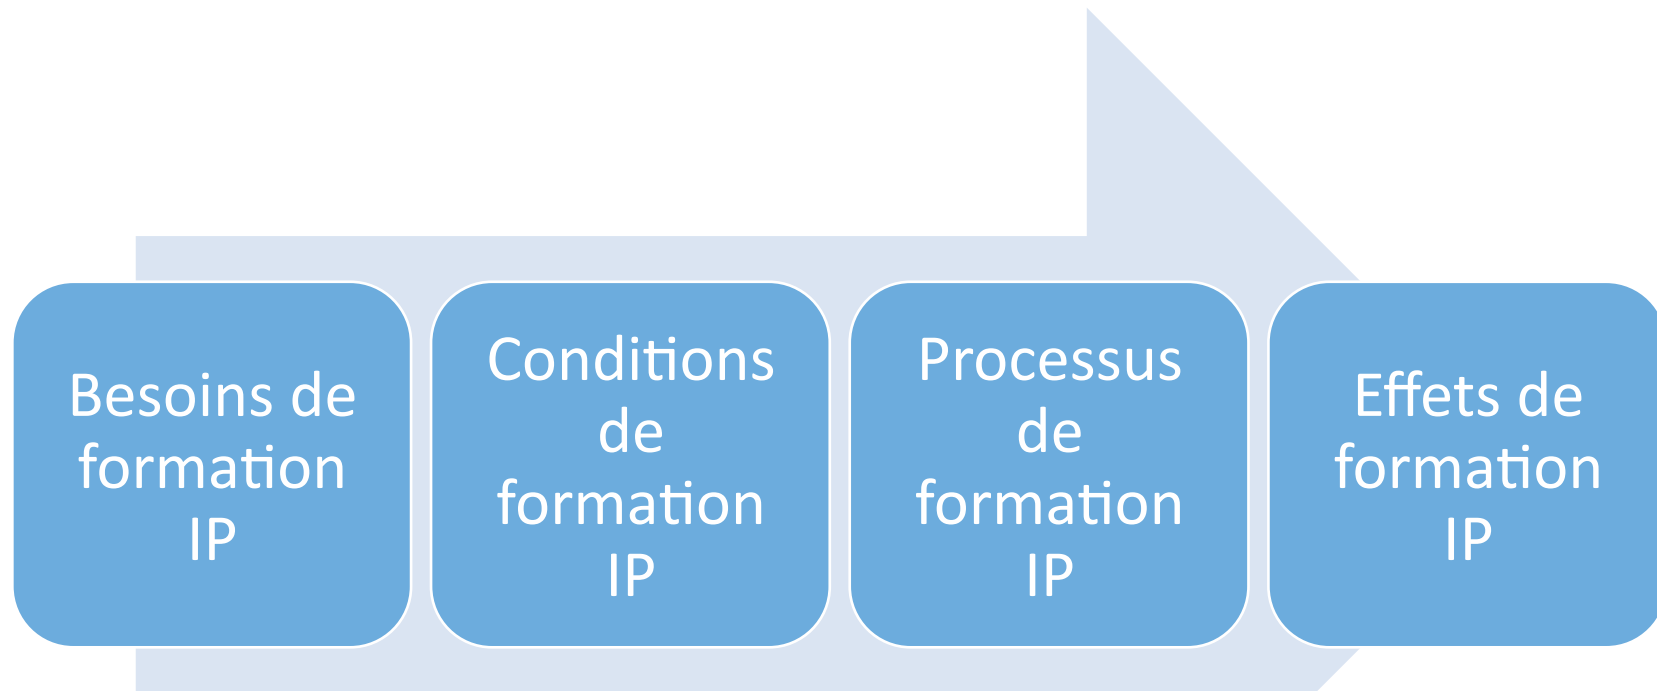 Besoins de
formation
IP
Conditions
de
formation
IP
Processus
de
formation
IP
Effets de
formation
IP